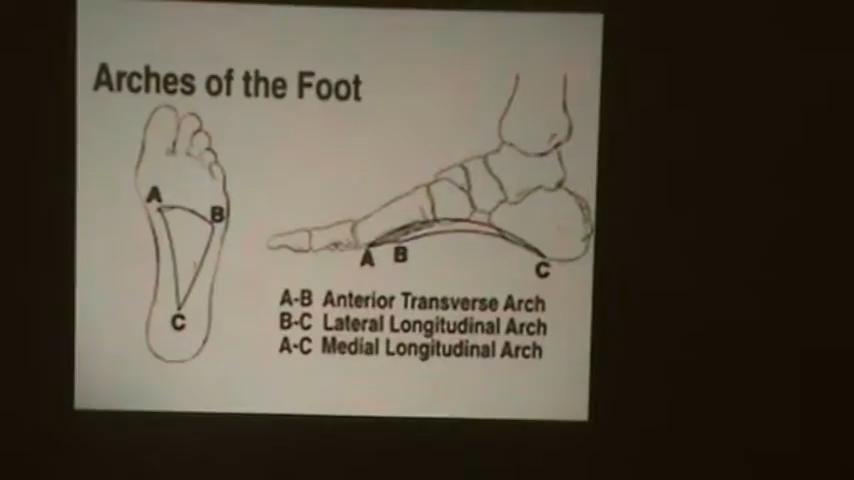 Arches of the Foot
A
B
C
A
B
C
A-B Anterior Transverse Arch
B-C Lateral Longitudinal Arch
A-C Medial Longitudinal Arch